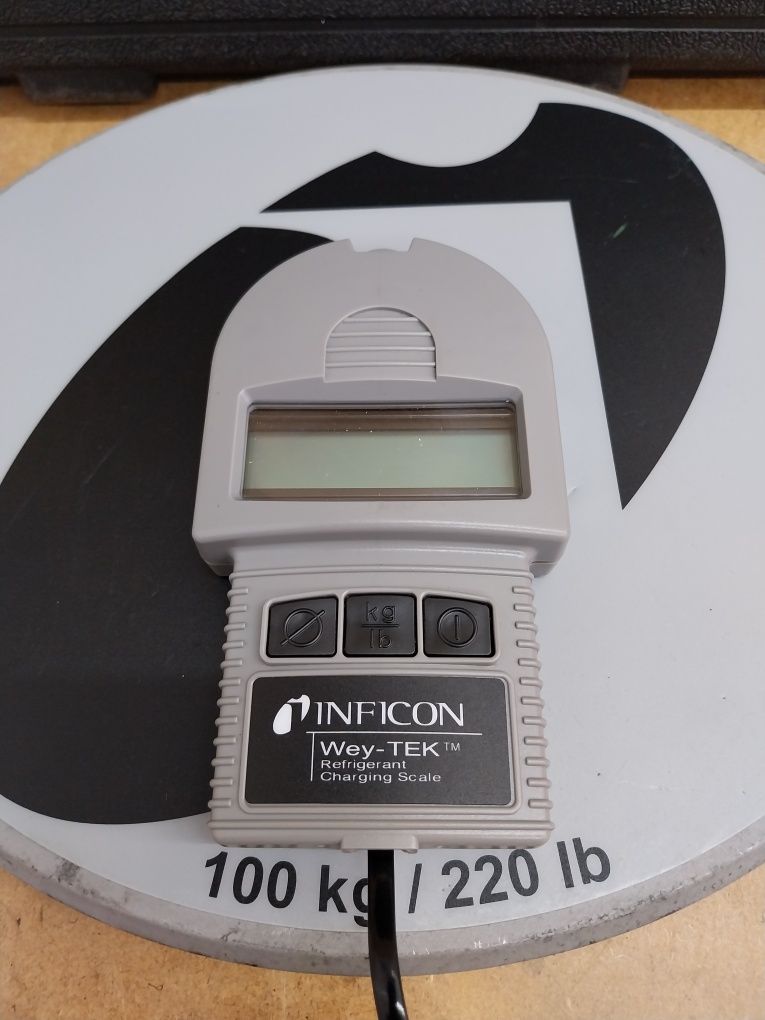 kg
lb
INFICON
Wey-TEK™
Refrigerant
Charging Scale
100 kg / 220 lb